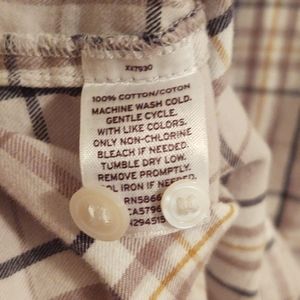 XV7930
100% COTTON/COTON
MACHINE WASH COLD-
GENTLE CYCLE.
WITH LIKE COLORS.
ONLY NON-CHLORINE
BLEACH IF NEEDED.
TUMBLE DRY LOW.
REMOVE PROMPTLY.
IRON IF NEEDED.